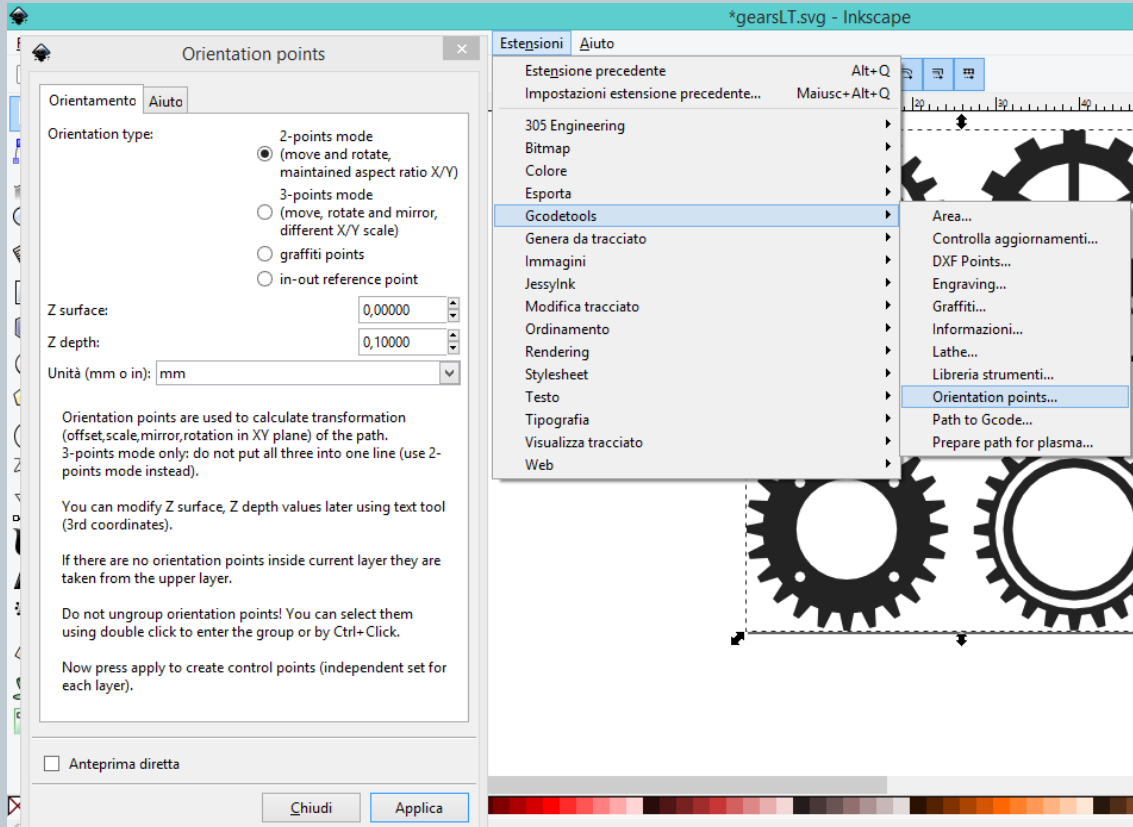 *gearsLT.svg - Inkscape
Orientation points
Orientamento
Aiuto
Orientation type:
2-points mode
(move and rotate,
maintained aspect ratio X/Y)
3-points mode
(move, rotate and mirror,
different X/Y scale)
graffiti points
in-out reference point
Z surface:
0,00000
Z depth:
0,10000
Unità (mm o in):
mm
Orientation points are used to calculate transformation
(offset,scale,mirror,rotation in XY plane) of the path.
3-points mode only: do not put all three into one line (use 2-
points mode instead).
You can modify Z surface, Z depth values later using text tool
(3rd coordinates).
If there are no orientation points inside current layer they are
taken from the upper layer.
Do not ungroup orientation points! You can select them
using double click to enter the group or by Ctrl+Click.
Now press apply to create control points (independent set for
each layer).
Anteprima diretta
Chiudi
Applica
Estensioni
Aiuto
Estensione precedente Alt+Q
Impostazioni estensione precedente... Maiusc+Alt+Q
305 Engineering
Bitmap
Colore
Esporta
Gcodetools
Genera da tracciato
Immagini
JessyInk
Modifica tracciato
Ordinamento
Rendering
Stylesheet
Testo
Tipografia
Visualizza tracciato
Web
Area...
Controlla aggiornamenti...
DXF Points...
Engraving...
Graffiti...
Informazioni...
Lathe...
Libreria strumenti...
Orientation points...
Path to Gcode...
Prepare path for plasma...
20
30
40